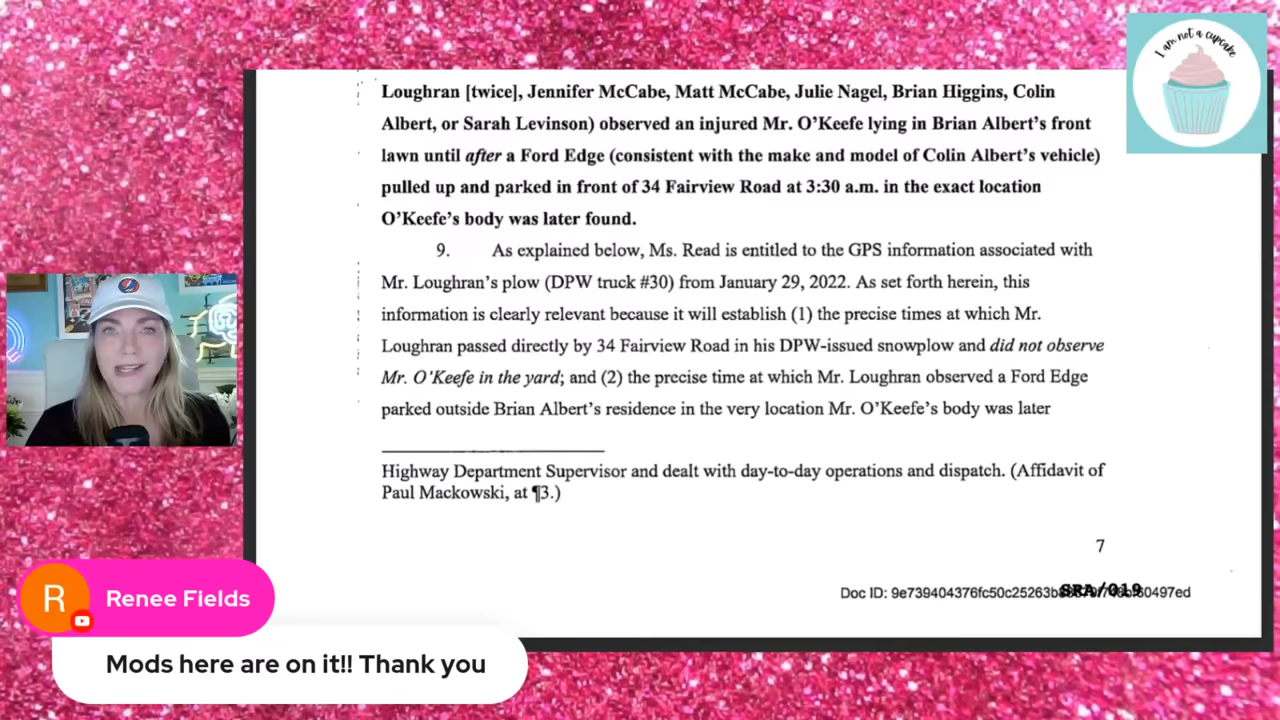 I am not a cupcake
Loughran [twice], Jennifer McCabe, Matt McCabe, Julie Nagel, Brian Higgins, Colin
Albert, or Sarah Levinson) observed an injured Mr. O'Keefe lying in Brian Albert's front
lawn until after a Ford Edge (consistent with the make and model of Colin Albert's vehicle)
pulled up and parked in front of 34 Fairview Road at 3:30 a.m. in the exact location
O'Keefe's body was later found.
9. As explained below, Ms. Read is entitled to the GPS information associated with
Mr. Loughran's plow (DPW truck #30) from January 29, 2022. As set forth herein, this
information is clearly relevant because it will establish (1) the precise times at which Mr.
Loughran passed directly by 34 Fairview Road in his DPW-issued snowplow and did not observe
Mr. O'Keefe in the yard; and (2) the precise time at which Mr. Loughran observed a Ford Edge
parked outside Brian Albert's residence in the very location Mr. O'Keefe's body was later
Highway Department Supervisor and dealt with day-to-day operations and dispatch. (Affidavit of
Paul Mackowski, at ¶3.)
7
Doc ID:
SRA/019
R
Renee Fields
Mods here are on it!! Thank you